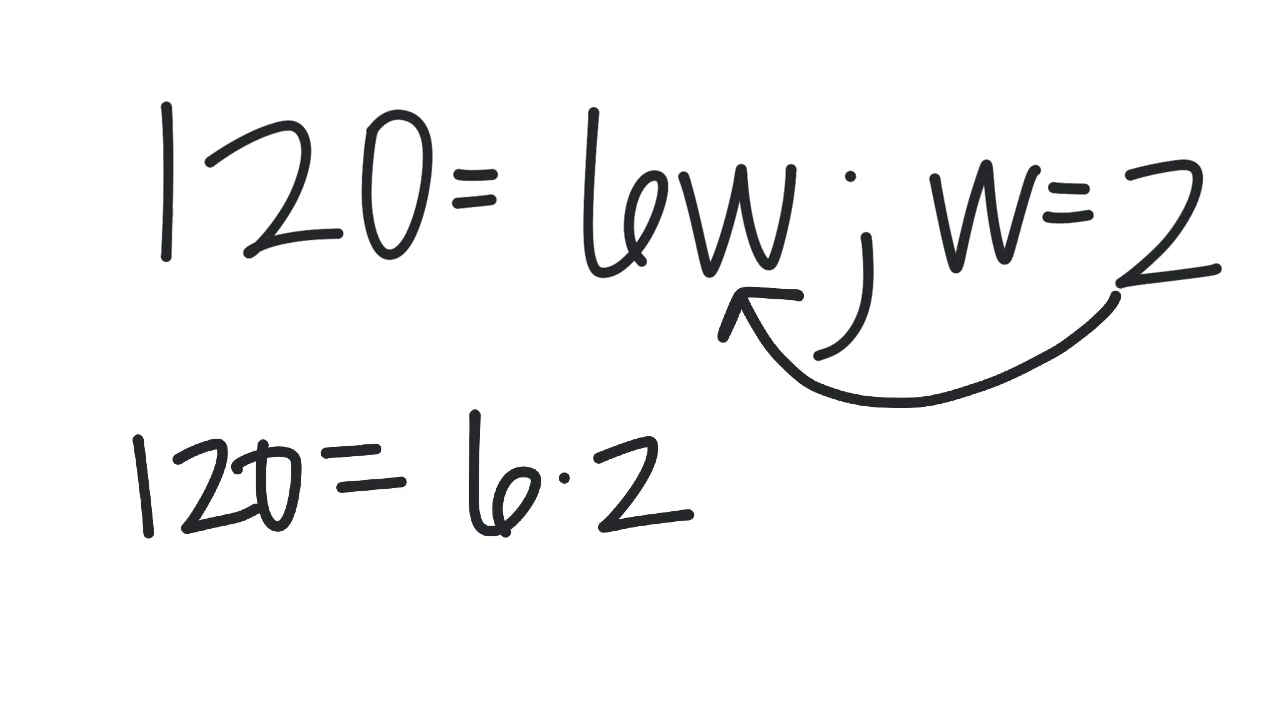 120 = 6w ; w = 2
120 = 6 · 2